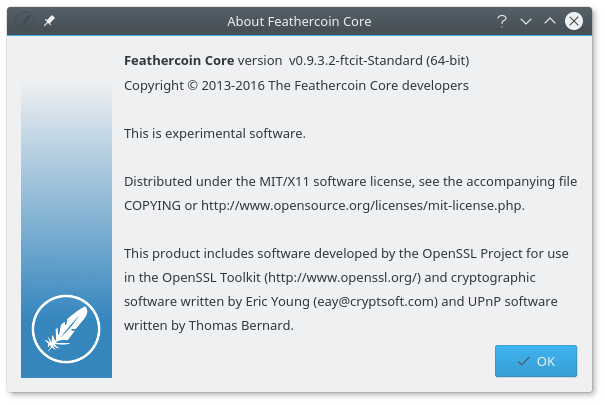 About Feathercoin Core
Feathercoin Core version v0.9.3.2-ftcit-Standard (64-bit)
Copyright © 2013-2016 The Feathercoin Core developers
This is experimental software.
Distributed under the MIT/X11 software license, see the accompanying file
COPYING or http://www.opensource.org/licenses/mit-license.php.
This product includes software developed by the OpenSSL Project for use
in the OpenSSL Toolkit (http://www.openssl.org/) and cryptographic
software written by Eric Young (eay@cryptsoft.com) and UPnP software
written by Thomas Bernard.
OK